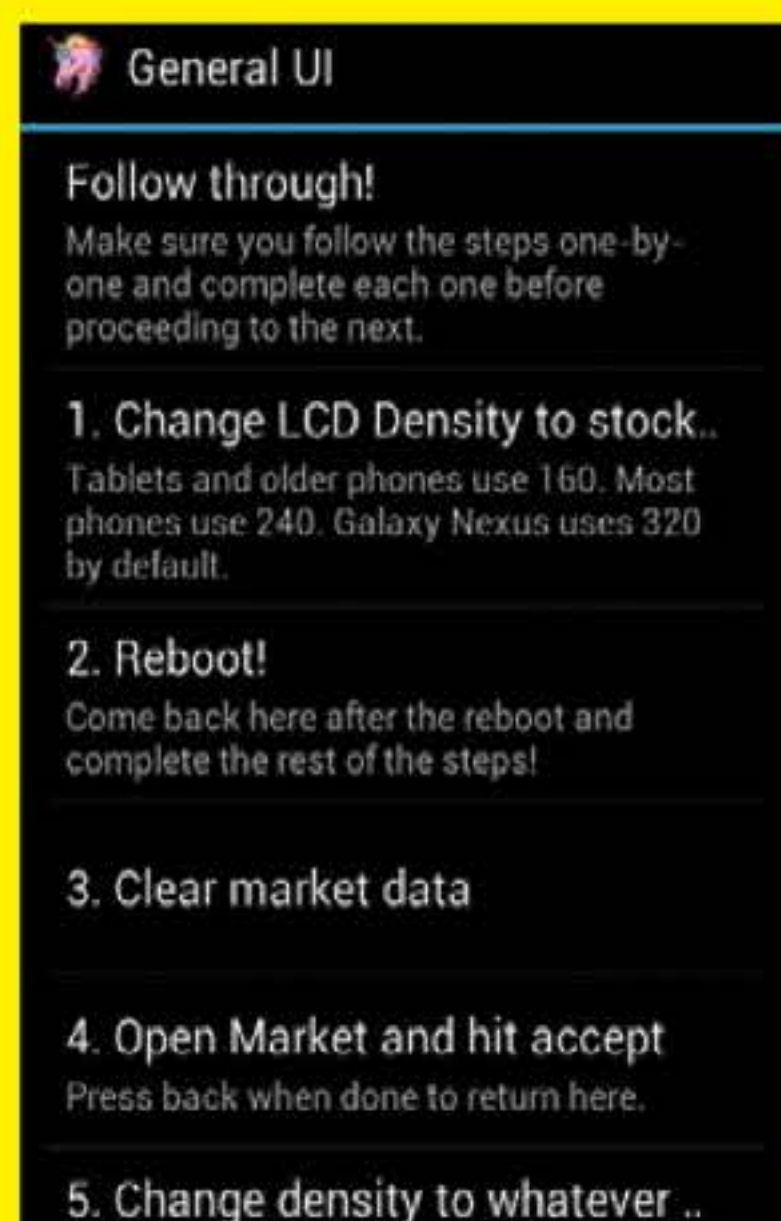 General UI
Follow through!
Make sure you follow the steps one-by-
one and complete each one before
proceeding to the next.
1. Change LCD Density to stock..
Tablets and older phones use 160. Most
phones use 240. Galaxy Nexus uses 320
by default.
2. Reboot!
Come back here after the reboot and
complete the rest of the steps!
3. Clear market data
4. Open Market and hit accept
Press back when done to return here.
5. Change density to whatever ..